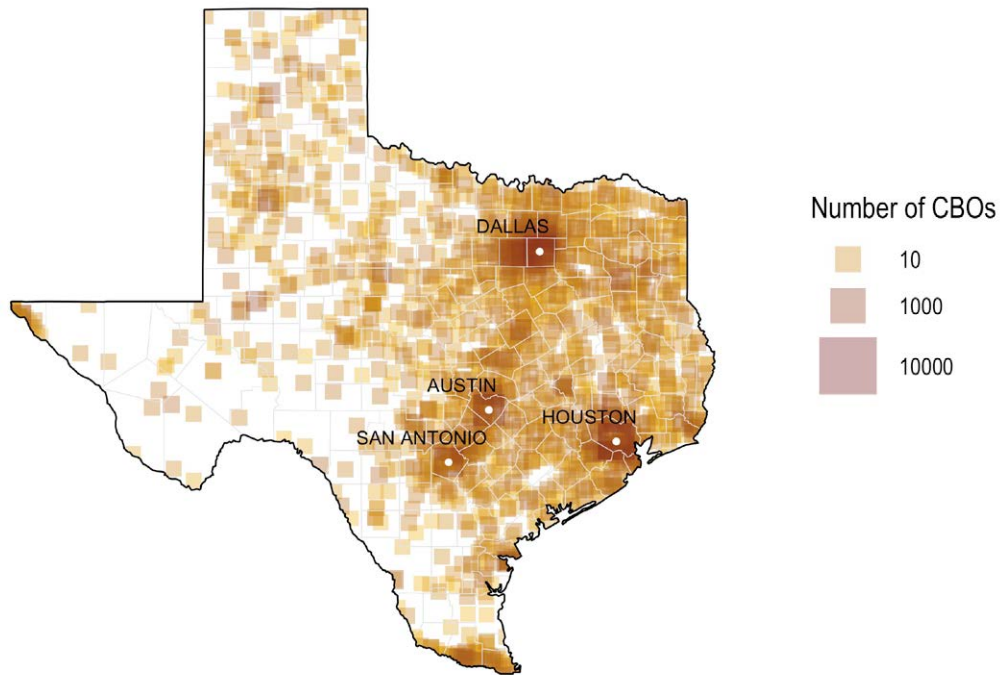 DALLAS
AUSTIN
HOUSTON
SAN ANTONIO
Number of CBOs
10
1000
10000